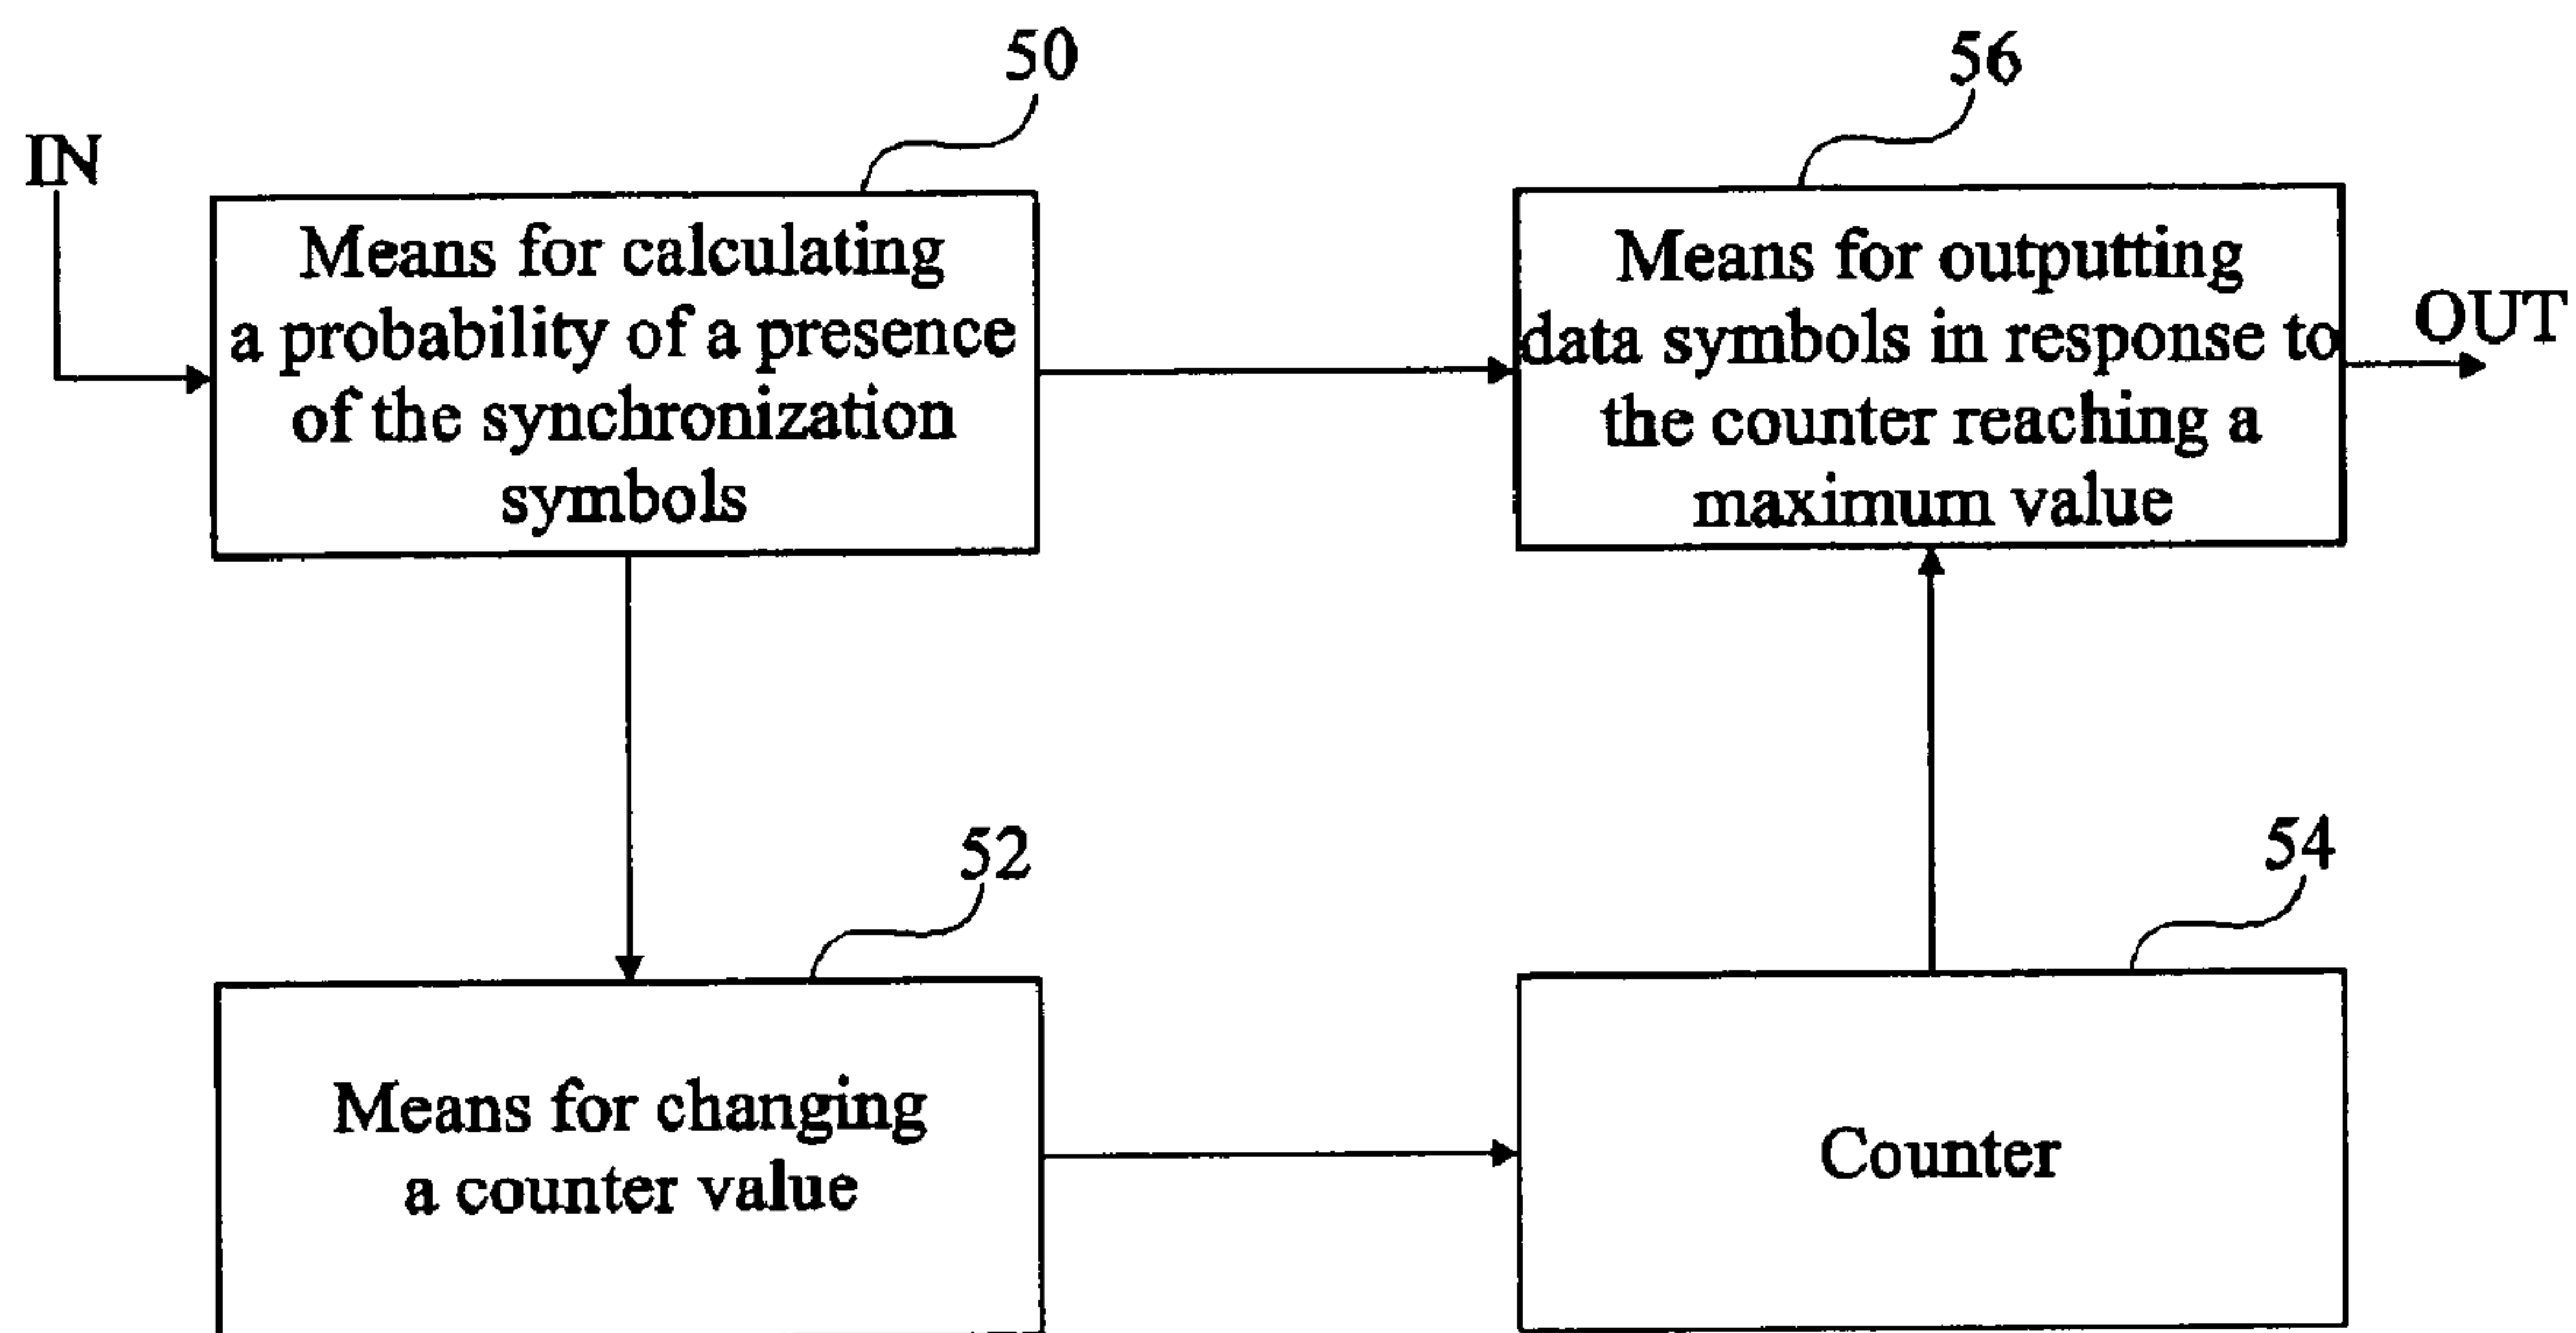 50
56
IN
Means for calculating
a probability of a presence
of the synchronization
symbols
Means for outputting
data symbols in response to
the counter reaching a
maximum value
OUT
52
54
Means for changing
a counter value
Counter